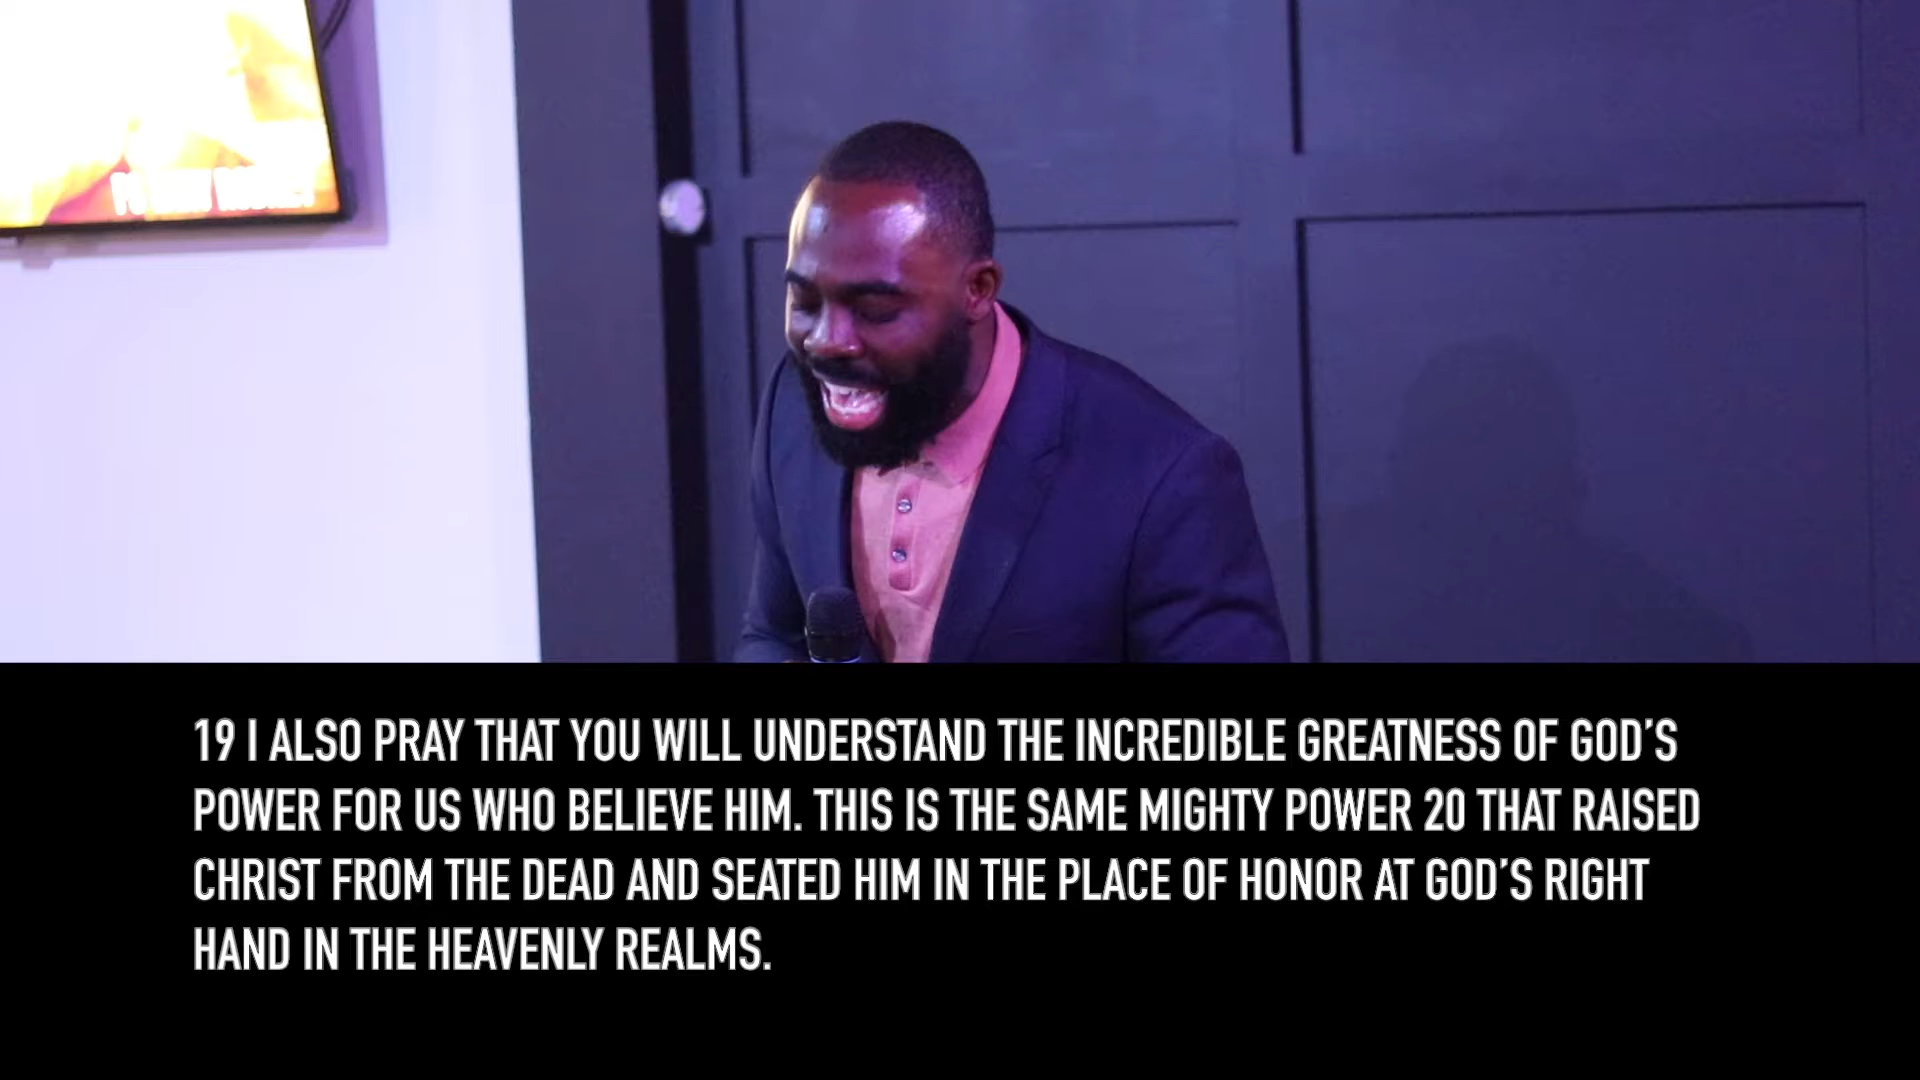 19 I ALSO PRAY THAT YOU WILL UNDERSTAND THE INCREDIBLE GREATNESS OF GOD'S
POWER FOR US WHO BELIEVE HIM. THIS IS THE SAME MIGHTY POWER 20 THAT RAISED
CHRIST FROM THE DEAD AND SEATED HIM IN THE PLACE OF HONOR AT GOD'S RIGHT
HAND IN THE HEAVENLY REALMS.